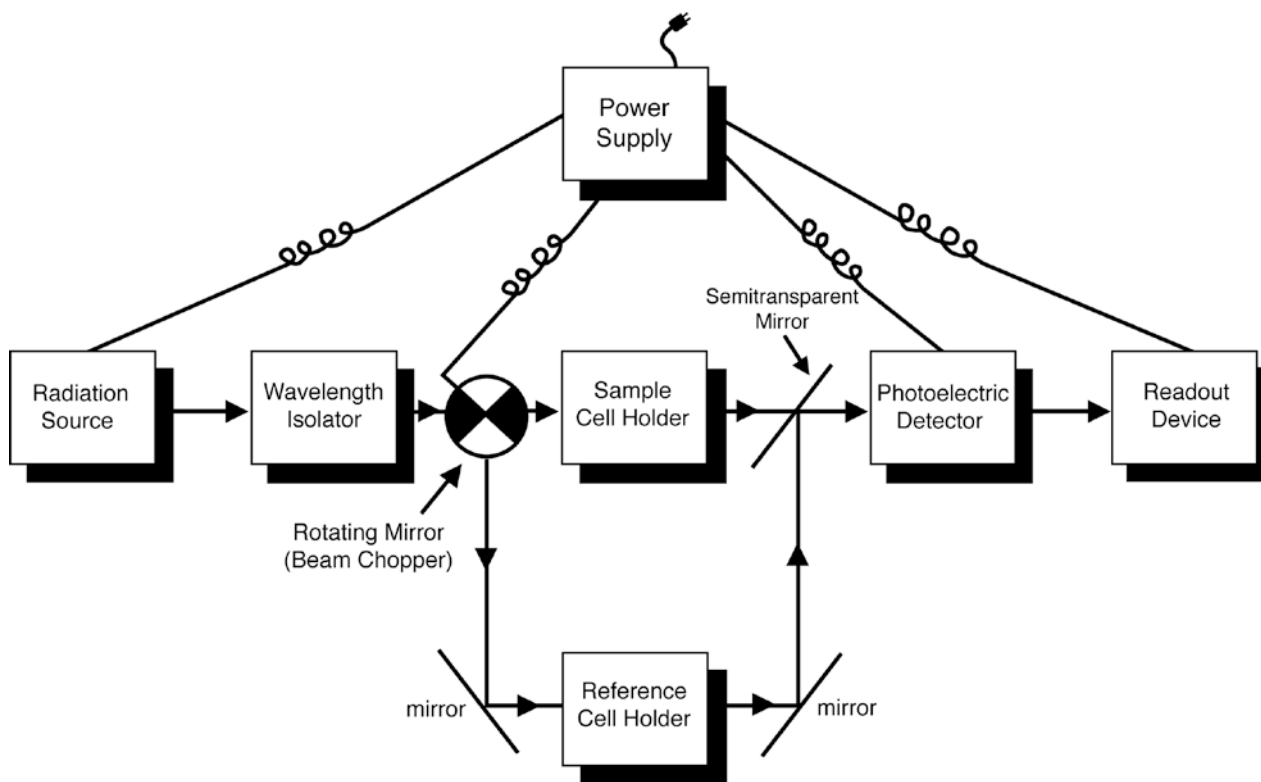 Power
Supply
Semitransparent
Mirror
Radiation
Source
Wavelength
Isolator
Sample
Cell Holder
Photoelectric
Detector
Readout
Device
Rotating Mirror
(Beam Chopper)
mirror
Reference
Cell Holder
mirror